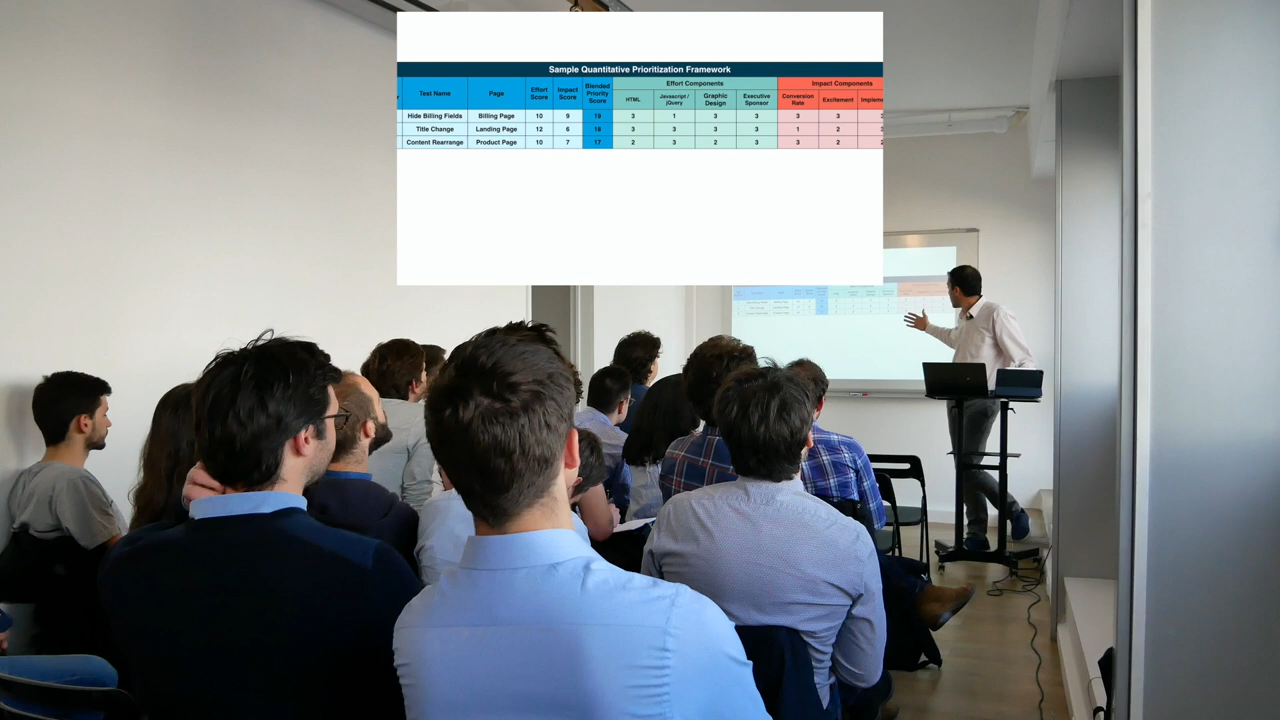 Sample Quantitative Prioritization Framework
Effort Components Impact Components
Test Name Page Effort Score Impact Score Blended Priority Score HTML Javascript / jQuery Graphic Design Executive Sponsor Conversion Rate Excitement Impleme
Hide Billing Fields Billing Page 10 9 19 3 1 3 3 3 3
Title Change Landing Page 12 6 18 3 3 3 3 1 2
Content Rearrange Product Page 10 7 17 2 3 2 3 3 2